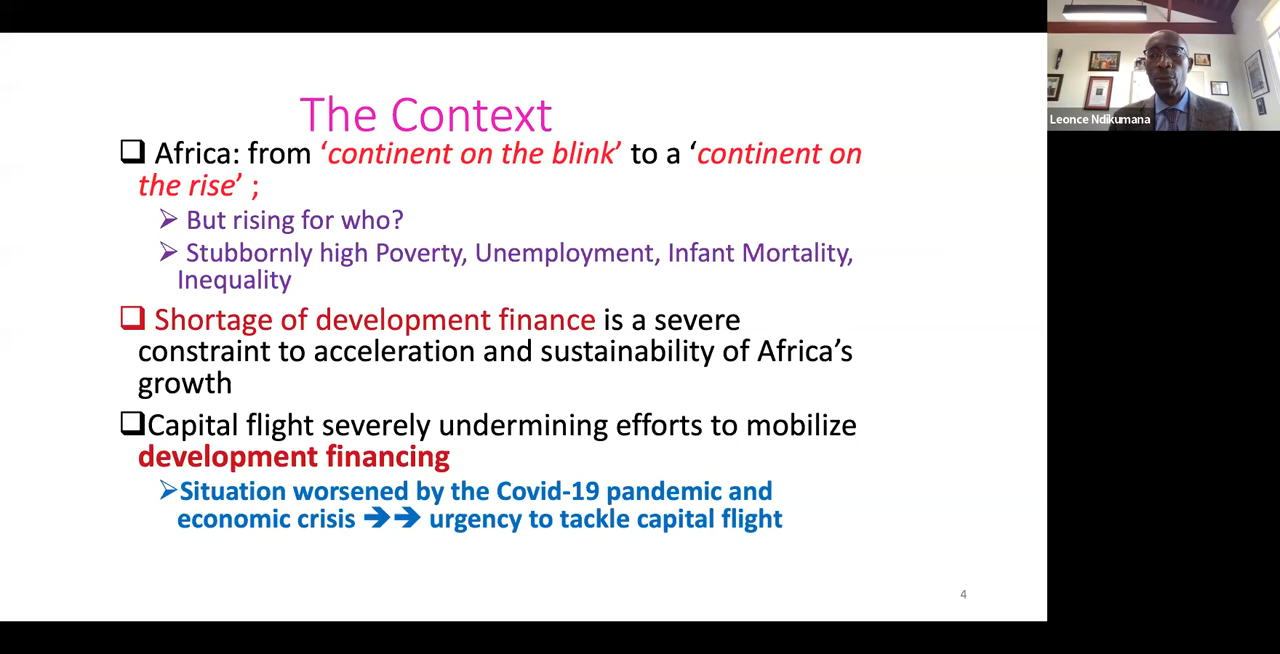 The Context
❑ Africa: from ‘continent on the blink’ to a ‘continent on
the rise’ ;
➢ But rising for who?
➢ Stubbornly high Poverty, Unemployment, Infant Mortality,
Inequality
❑ Shortage of development finance is a severe
constraint to acceleration and sustainability of Africa’s
growth
❑Capital flight severely undermining efforts to mobilize
development financing
➢Situation worsened by the Covid-19 pandemic and
economic crisis ➔➔ urgency to tackle capital flight
4
Leonce Ndikumana